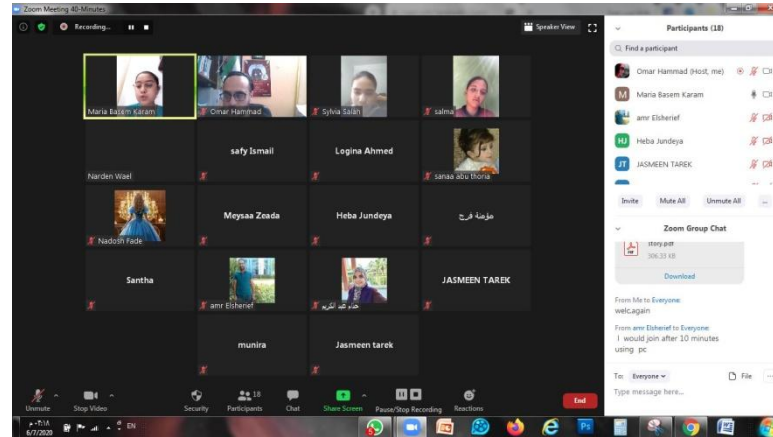 Zoom Meeting 40-Minutes
Recording...
Speaker View
Maria Basem Karam
Omar Hammad
Sylvia Salah
salma
Narden Wael
safy Ismail
Logina Ahmed
sanaa abu thoria
Nadosh Fade
Meysaa Zeada
Heba Jundeya
مؤمنة فرج
Santha
amr Elsherief
JASMEEN TAREK
munira
Jasmeen tarek
Unmute
Stop Video
Security
18
Participants
Chat
Share Screen
Pause/Stop Recording
Reactions
End
Participants (18)
Find a participant
Omar Hammad (Host, me)
M
Maria Basem Karam
amr Elsherief
HJ
Heba Jundeya
JT
JASMEEN TAREK
Invite
Mute All
Unmute All
...
Zoom Group Chat
story.pdf
306.33 KB
Download
From Me to Everyone:
welc.again
From amr Elsherief to Everyone:
I would join after 10 minutes
using pc
To:
Everyone
File
...
Type message here...
6/7/2020
EN
Ps